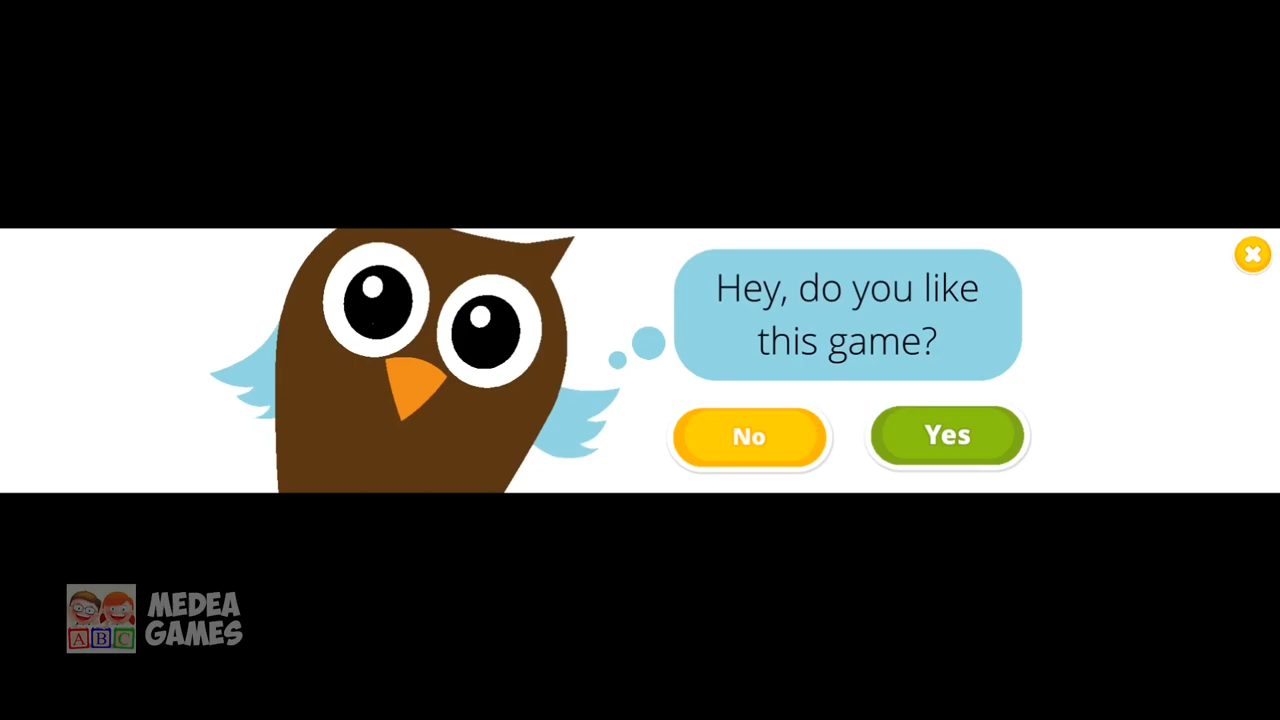 Hey, do you like
this game?
No
Yes
A B C
MEDEA
GAMES